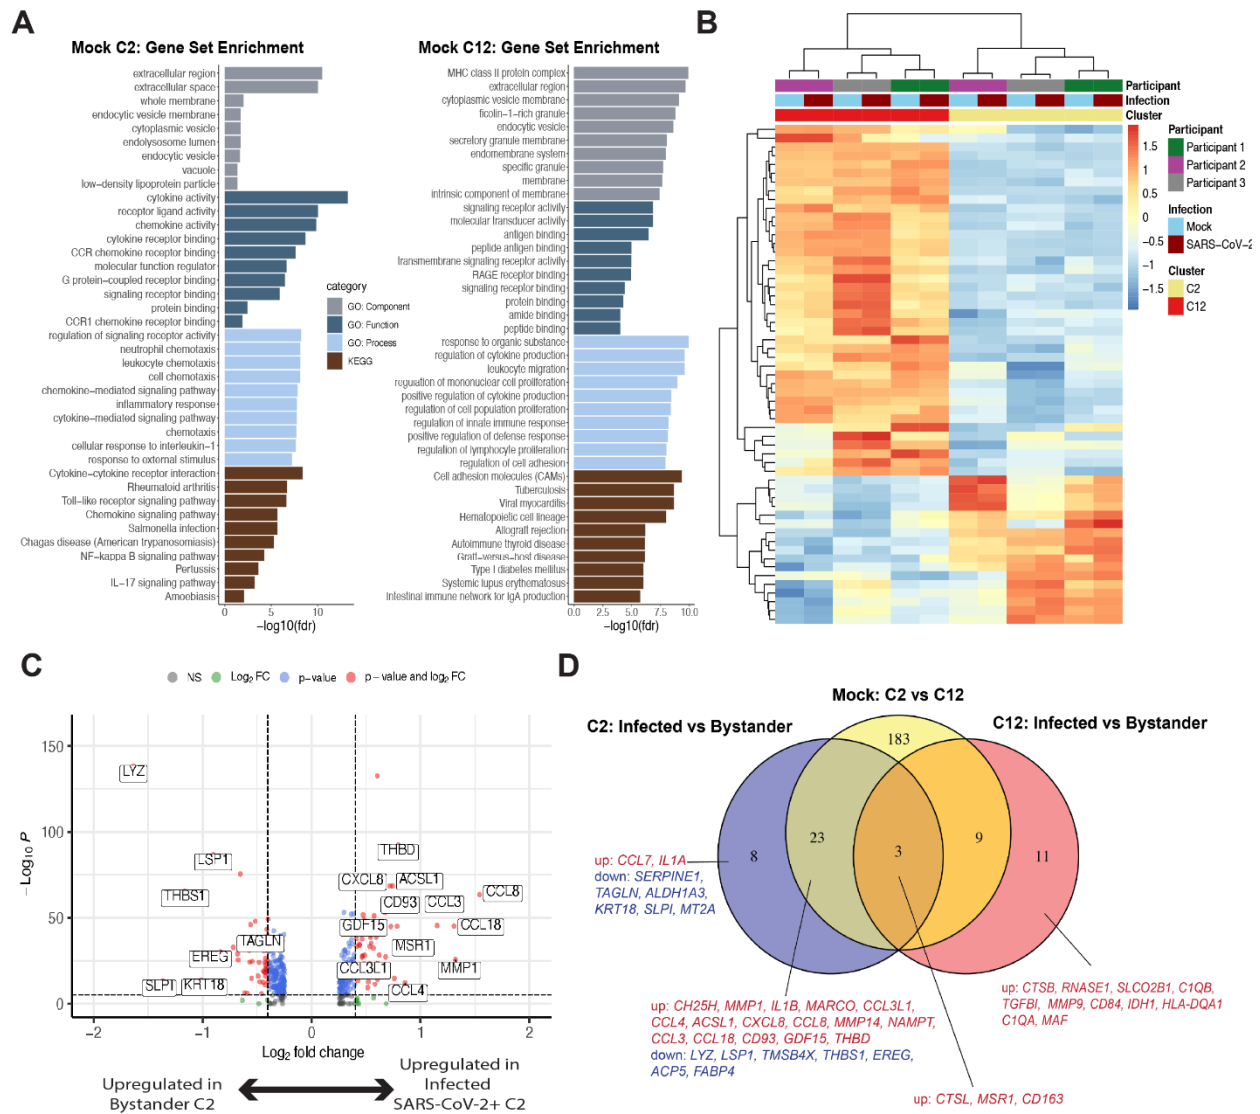 A
Mock C2: Gene Set Enrichment
extracellular region
extracellular space
whole membrane
endocytic vesicle membrane
cytoplasmic vesicle
endolysosome lumen
endocytic vesicle
vacuole
low−density lipoprotein particle
cytokine activity
receptor ligand activity
chemokine activity
cytokine receptor binding
CCR chemokine receptor binding
molecular function regulator
G protein−coupled receptor binding
signaling receptor binding
protein binding
CCR1 chemokine receptor binding
regulation of signaling receptor activity
neutrophil chemotaxis
leukocyte chemotaxis
cell chemotaxis
chemokine−mediated signaling pathway
inflammatory response
cytokine−mediated signaling pathway
chemotaxis
cellular response to interleukin−1
response to external stimulus
Cytokine−cytokine receptor interaction
Rheumatoid arthritis
Toll−like receptor signaling pathway
Chemokine signaling pathway
Salmonella infection
Chagas disease (American trypanosomiasis)
NF−kappa B signaling pathway
Pertussis
IL−17 signaling pathway
Amoebiasis
0 5 10
−log10(fdr)
category
GO: Component
GO: Function
GO: Process
KEGG
Mock C12: Gene Set Enrichment
MHC class II protein complex
extracellular region
cytoplasmic vesicle membrane
ficolin−1−rich granule
endocytic vesicle
secretory granule membrane
endomembrane system
specific granule
membrane
intrinsic component of membrane
signaling receptor activity
molecular transducer activity
antigen binding
peptide antigen binding
transmembrane signaling receptor activity
RAGE receptor binding
signaling receptor binding
protein binding
amide binding
peptide binding
response to organic substance
regulation of cytokine production
leukocyte migration
regulation of mononuclear cell proliferation
positive regulation of cytokine production
regulation of cell population proliferation
regulation of innate immune response
positive regulation of defense response
regulation of lymphocyte proliferation
regulation of cell adhesion
Cell adhesion molecules (CAMs)
Tuberculosis
Viral myocarditis
Hematopoietic cell lineage
Allograft rejection
Autoimmune thyroid disease
Graft−versus−host disease
Type I diabetes mellitus
Systemic lupus erythematosus
Intestinal immune network for IgA production
0.0 2.5 5.0 7.5 10.0
−log10(fdr)
B
Participant
Infection
Cluster
1.5
1
0.5
0
−0.5
−1
−1.5
Participant
Participant 1
Participant 2
Participant 3
Infection
Mock
SARS−CoV−2
Cluster
C2
C12
C
NS Log2 FC p−value p − value and log2 FC
− Log10 P
150
100
50
0
LYZ
LSP1
THBS1
TAGLN
EREG
SLPI
KRT18
THBD
CXCL8
ACSL1
CCL8
CD93
CCL3
GDF15
CCL18
MSR1
CCL3L1
MMP1
CCL4
−2 −1 0 1 2
Log2 fold change
Upregulated in
Bystander C2
Upregulated in
Infected
SARS-CoV-2+ C2
D
Mock: C2 vs C12
C2: Infected vs Bystander
C12: Infected vs Bystander
183
8
23
3
9
11
up: CCL7, IL1A
down: SERPINE1,
TAGLN, ALDH1A3,
KRT18, SLPI, MT2A
up: CH25H, MMP1, IL1B, MARCO, CCL3L1,
CCL4, ACSL1, CXCL8, CCL8, MMP14, NAMPT,
CCL3, CCL18, CD93, GDF15, THBD
down: LYZ, LSP1, TMSB4X, THBS1, EREG,
ACP5, FABP4
up: CTSB, RNASE1, SLCO2B1, C1QB,
TGFBI, MMP9, CD84, IDH1, HLA-DQA1
C1QA, MAF
up: CTSL, MSR1, CD163